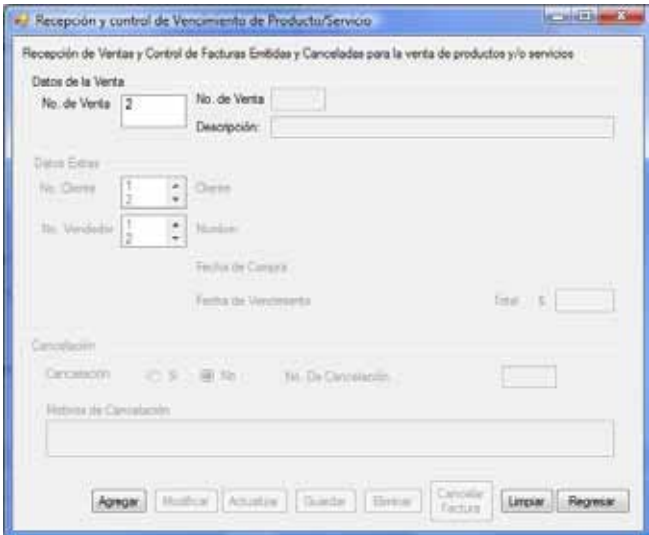 Recepción y control de Vencimiento de Producto/Servicio
Recepción de Ventas y Control de Facturas Emitidas y Canceladas para la venta de productos y/o servicios
Datos de la Venta
No. de Venta 2 No. de Venta
Descripción:
Datos Extras
No. Cliente 1 2 Cliente
No. Vendedor 1 2 Nombre
Fecha de Compra
Fecha de Vencimiento Total $
Cancelación
Cancelación Si No No. De Cancelación
Motivos de Cancelación
Agregar Modificar Actualizar Guardar Eliminar Cancelar Factura Limpiar Regresar